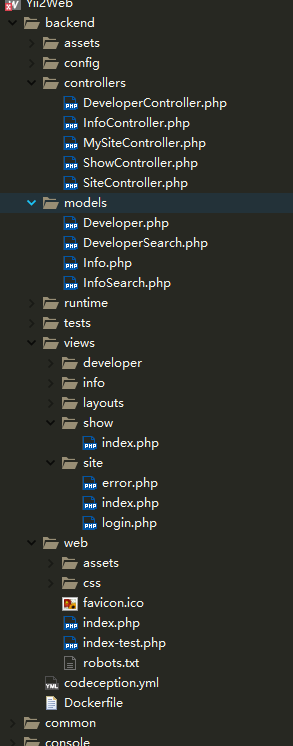 Yii2Web
backend
assets
config
controllers
DeveloperController.php
InfoController.php
MySiteController.php
ShowController.php
SiteController.php
models
Developer.php
DeveloperSearch.php
Info.php
InfoSearch.php
runtime
tests
views
developer
info
layouts
show
index.php
site
error.php
index.php
login.php
web
assets
css
favicon.ico
index.php
index-test.php
robots.txt
codeception.yml
Dockerfile
common
console